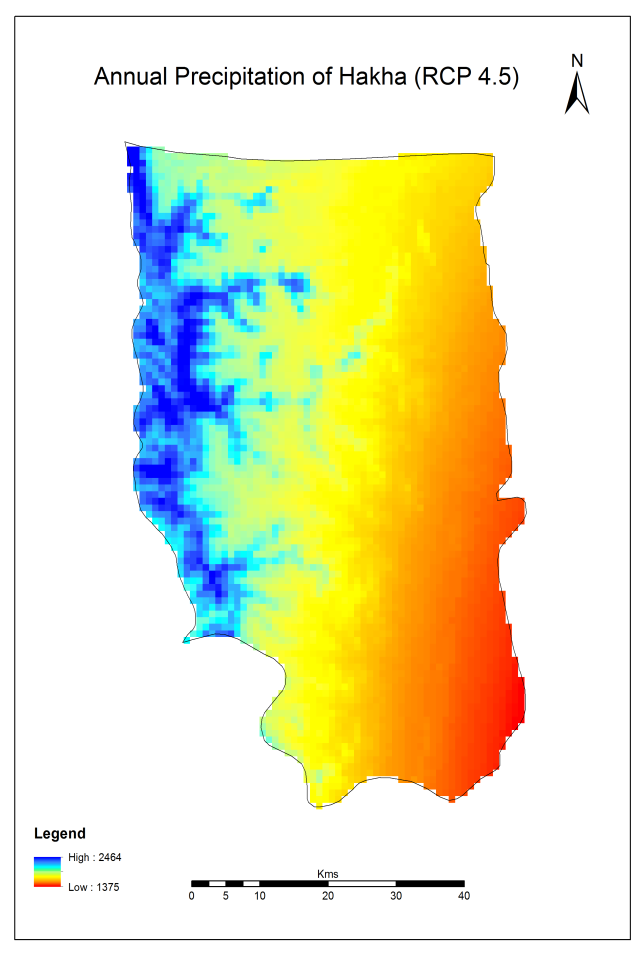 N
Annual Precipitation of Hakha (RCP 4.5)
Legend
High : 2464
Low : 1375
Kms
0 5 10 20 30 40